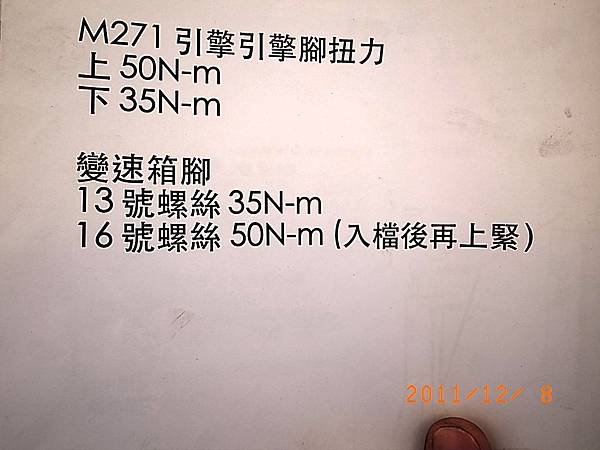 M271 引擎引擎腳扭力
上 50N-m
下 35N-m
變速箱腳
13 號螺絲 35N-m
16 號螺絲 50N-m (入檔後再上緊)
2011/12/ 8